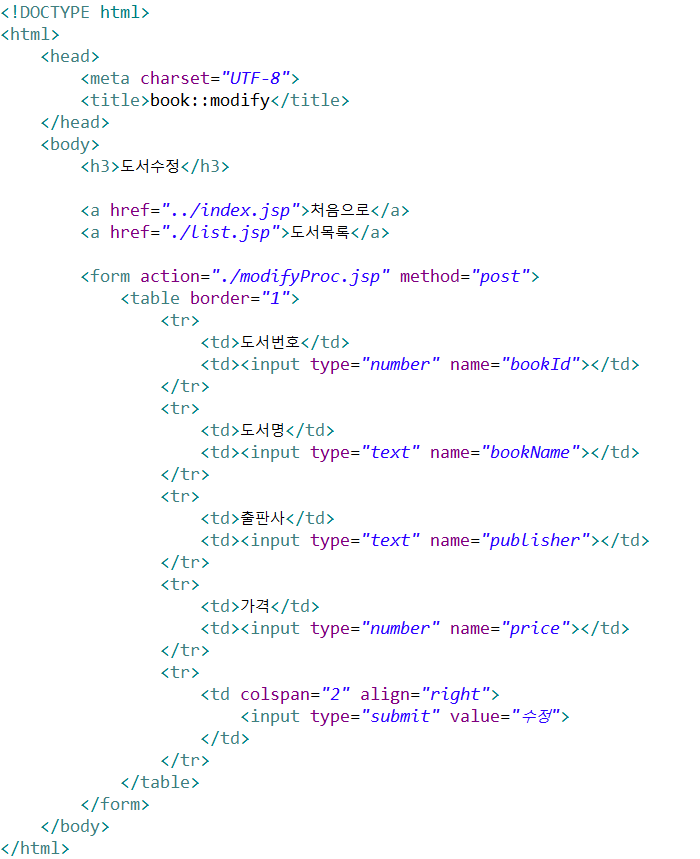 <!DOCTYPE html>
<html>
    <head>
        <meta charset="UTF-8">
        <title>book::modify</title>
    </head>
    <body>
        <h3>도서수정</h3>

        <a href="../index.jsp">처음으로</a>
        <a href="./list.jsp">도서목록</a>

        <form action="./modifyProc.jsp" method="post">
            <table border="1">
                <tr>
                    <td>도서번호</td>
                    <td><input type="number" name="bookId"></td>
                </tr>
                <tr>
                    <td>도서명</td>
                    <td><input type="text" name="bookName"></td>
                </tr>
                <tr>
                    <td>출판사</td>
                    <td><input type="text" name="publisher"></td>
                </tr>
                <tr>
                    <td>가격</td>
                    <td><input type="number" name="price"></td>
                </tr>
                <tr>
                    <td colspan="2" align="right">
                        <input type="submit" value="수정">
                    </td>
                </tr>
            </table>
        </form>
    </body>
</html>